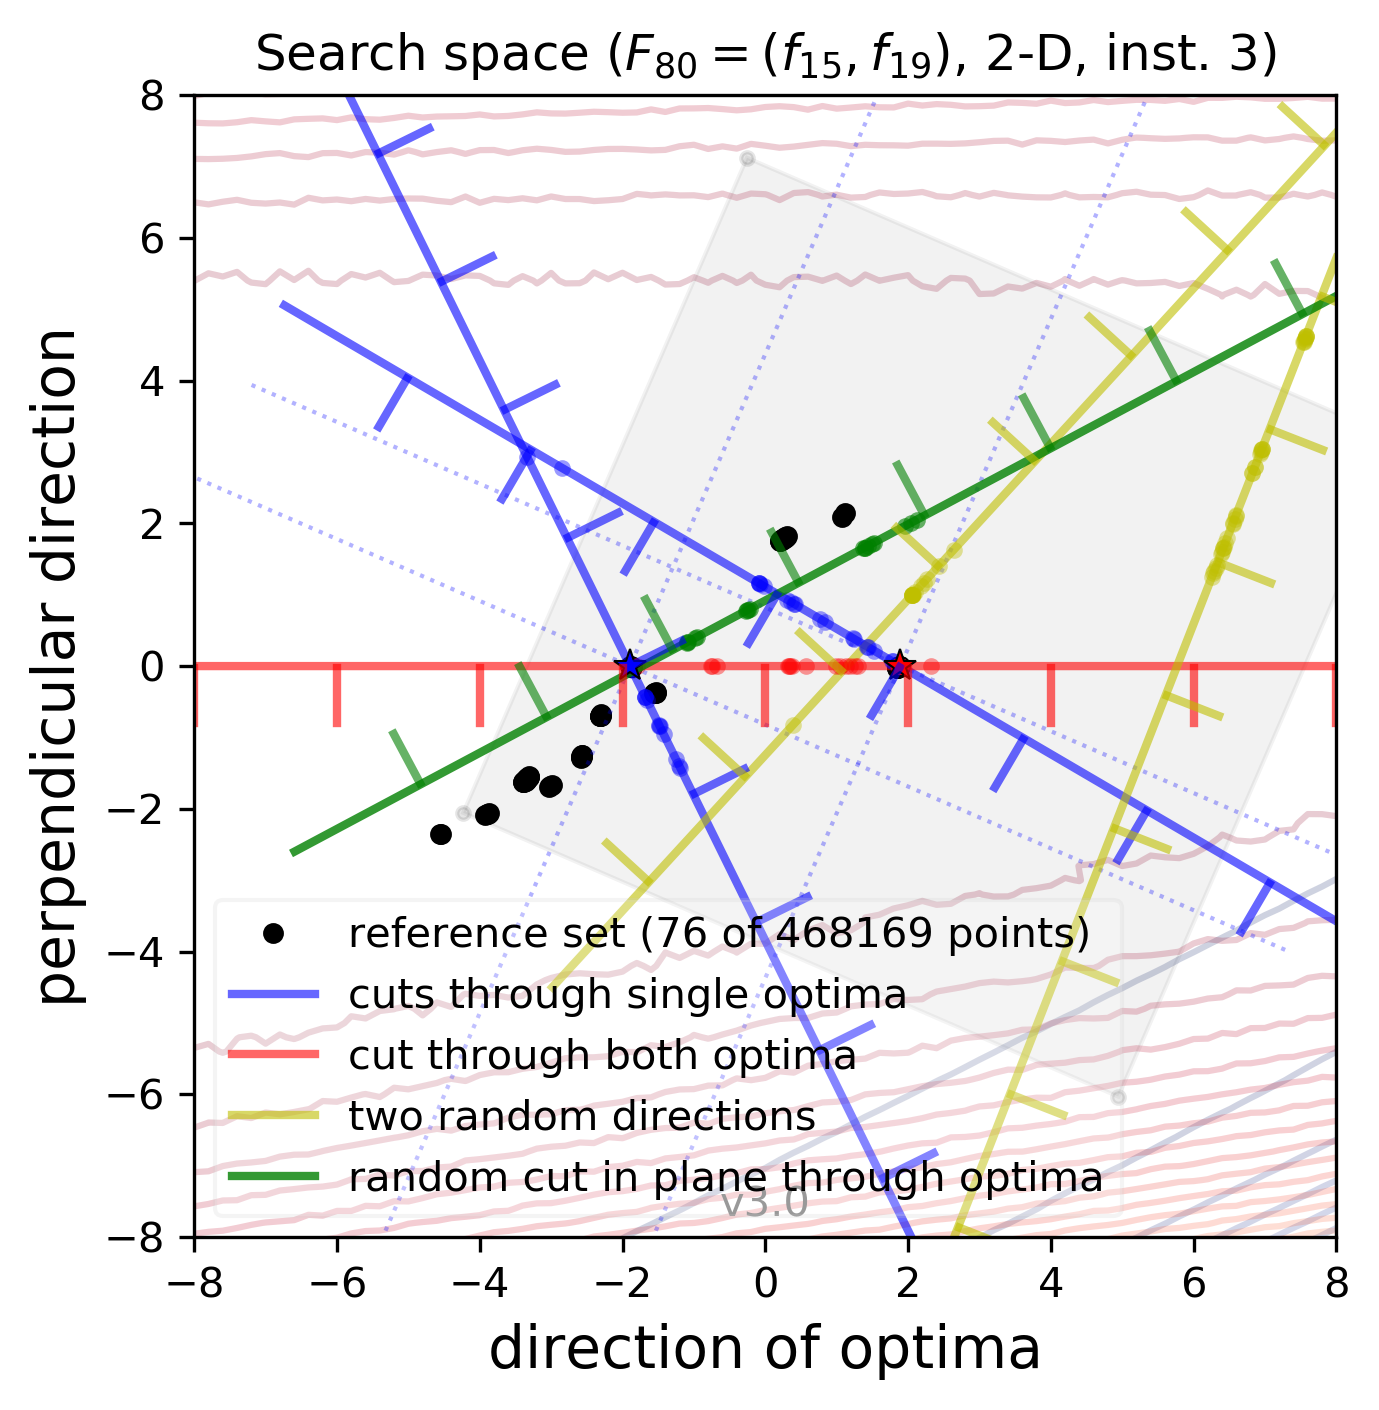 Search space ($F_{80} = (f_{15}, f_{19})$, 2-D, inst. 3)
8
6
4
2
0
−2
−4
−6
−8
perpendicular direction
reference set (76 of 468169 points)
cuts through single optima
cut through both optima
two random directions
random cut in plane through optima
v3.0
−8 −6 −4 −2 0 2 4 6 8
direction of optima